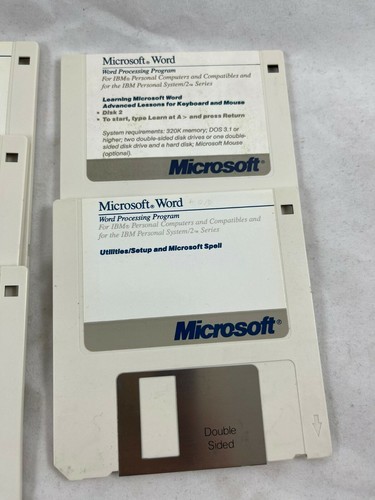 Microsoft® Word
Word Processing Program
For IBM® Personal Computers and Compatibles and
for the IBM Personal System/2™ Series
Learning Microsoft Word
Advanced Lessons for Keyboard and Mouse
• Disk 2
• To start, type Learn at A> and press Return
System requirements: 320K memory; DOS 3.1 or
higher; two double-sided disk drives or one double-
sided disk drive and a hard disk; Microsoft Mouse
(optional).
Microsoft®
Microsoft® Word
Word Processing Program
For IBM® Personal Computers and Compatibles and
for the IBM Personal System/2™ Series
Utilities/Setup and Microsoft Spell
Microsoft®
Double
Sided